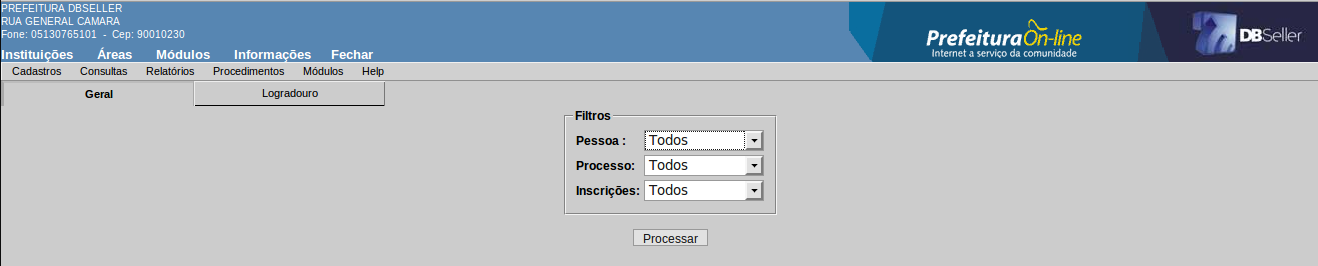 PREFEITURA DBSELLER
RUA GENERAL CAMARA
Fone: 05130765101 - Cep: 90010230
Prefeitura On-line
Internet a serviço da comunidade
DBSeller
Instituições Áreas Módulos Informações Fechar
Cadastros Consultas Relatórios Procedimentos Módulos Help
Geral Logradouro
Filtros
Pessoa : Todos
Processo: Todos
Inscrições: Todos
Processar